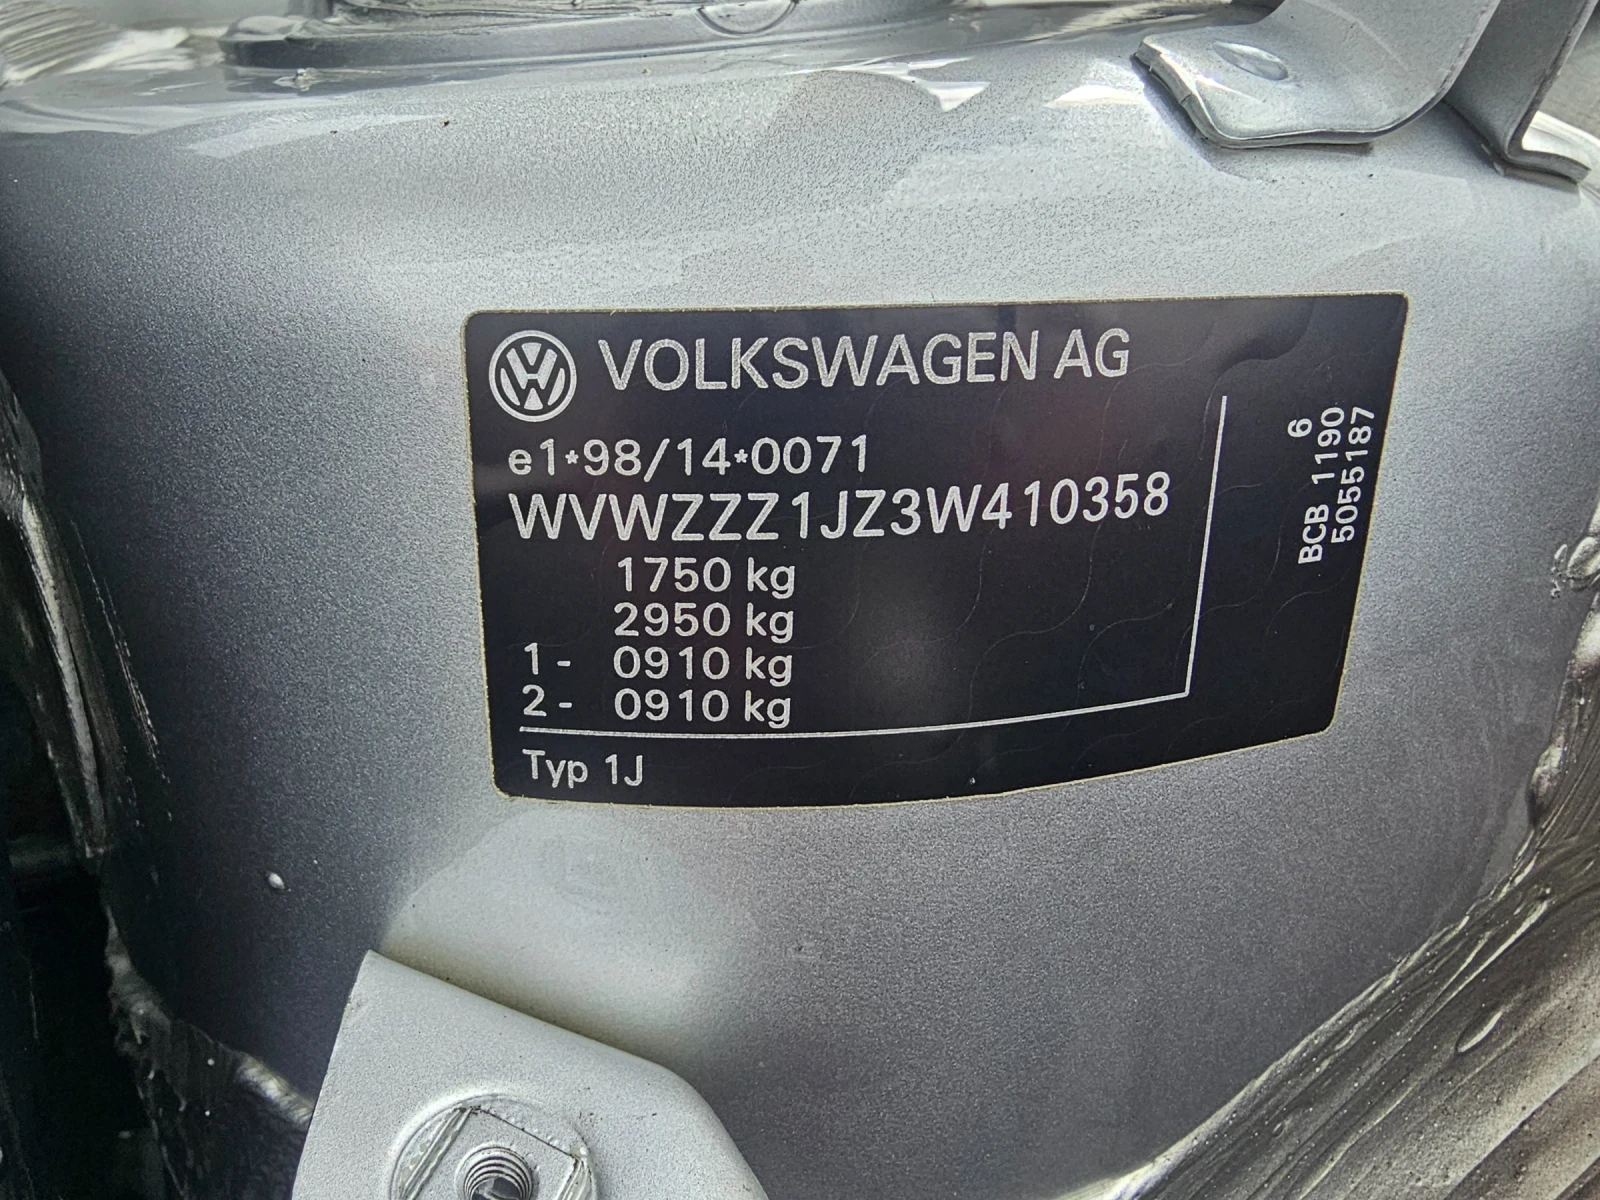 VOLKSWAGEN AG
e1*98/14*0071
WVWZZZ1JZ3W410358
1750 kg
2950 kg
1- 0910 kg
2- 0910 kg
Typ 1J
6
BCB 1190
5055187